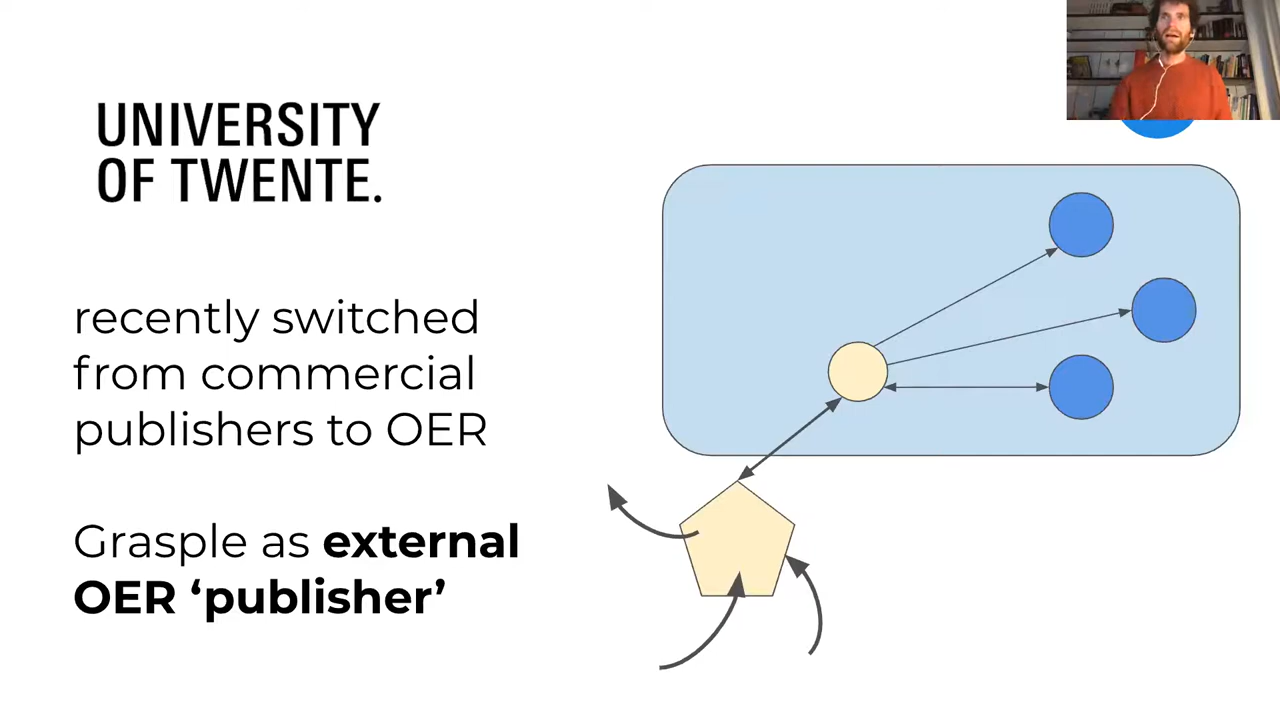 UNIVERSITY
OF TWENTE.
recently switched
from commercial
publishers to OER
Grasple as external
OER ‘publisher’